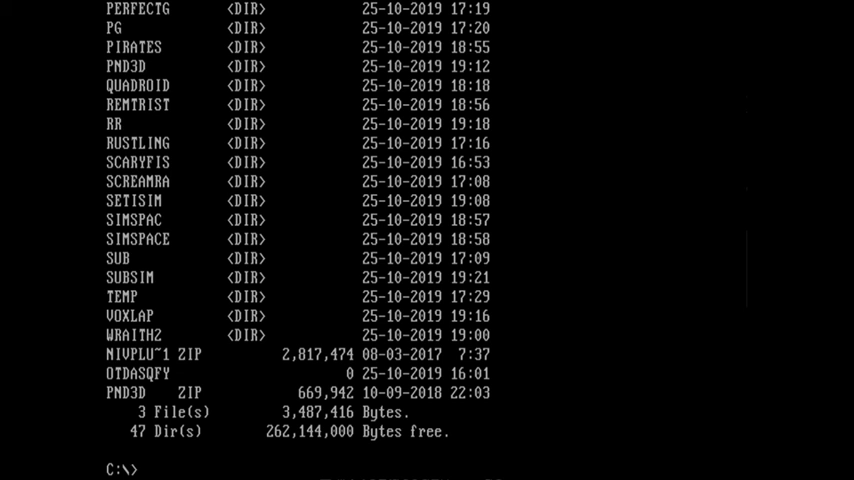 PERFECTG <DIR> 25-10-2019 17:19
PG <DIR> 25-10-2019 17:20
PIRATES <DIR> 25-10-2019 18:55
PND3D <DIR> 25-10-2019 19:12
QUADROID <DIR> 25-10-2019 18:18
REMTRIST <DIR> 25-10-2019 18:56
RR <DIR> 25-10-2019 19:18
RUSTLING <DIR> 25-10-2019 17:16
SCARYFIS <DIR> 25-10-2019 16:53
SCREAMRA <DIR> 25-10-2019 17:08
SETISIM <DIR> 25-10-2019 19:08
SIMSPAC <DIR> 25-10-2019 18:57
SIMSPACE <DIR> 25-10-2019 18:58
SUB <DIR> 25-10-2019 17:09
SUBSIM <DIR> 25-10-2019 19:21
TEMP <DIR> 25-10-2019 17:29
VOXLAP <DIR> 25-10-2019 19:16
WRAITH2 <DIR> 25-10-2019 19:00
NIVPLU~1 ZIP 2,817,474 08-03-2017 7:37
OTDASQFY 0 25-10-2019 16:01
PND3D ZIP 669,942 10-09-2018 22:03
3 File(s) 3,487,416 Bytes.
47 Dir(s) 262,144,000 Bytes free.
C:\>